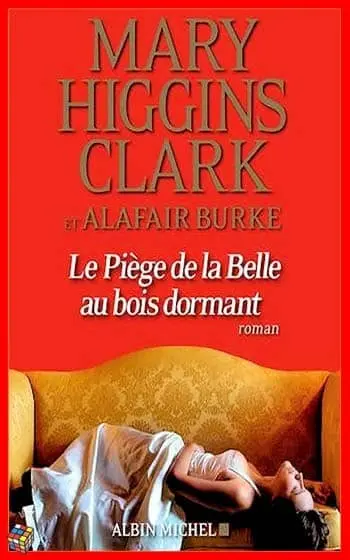 MARY
HIGGINS
CLARK
ET ALAFAIR BURKE
Le Piège de la Belle
au bois dormant
roman
ALBIN MICHEL